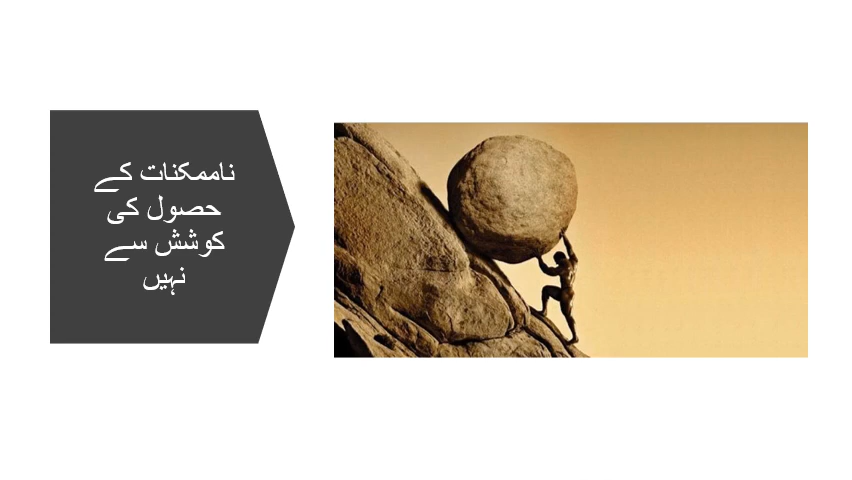 ناممکنات کے
حصول کی
کوشش سے
نہیں